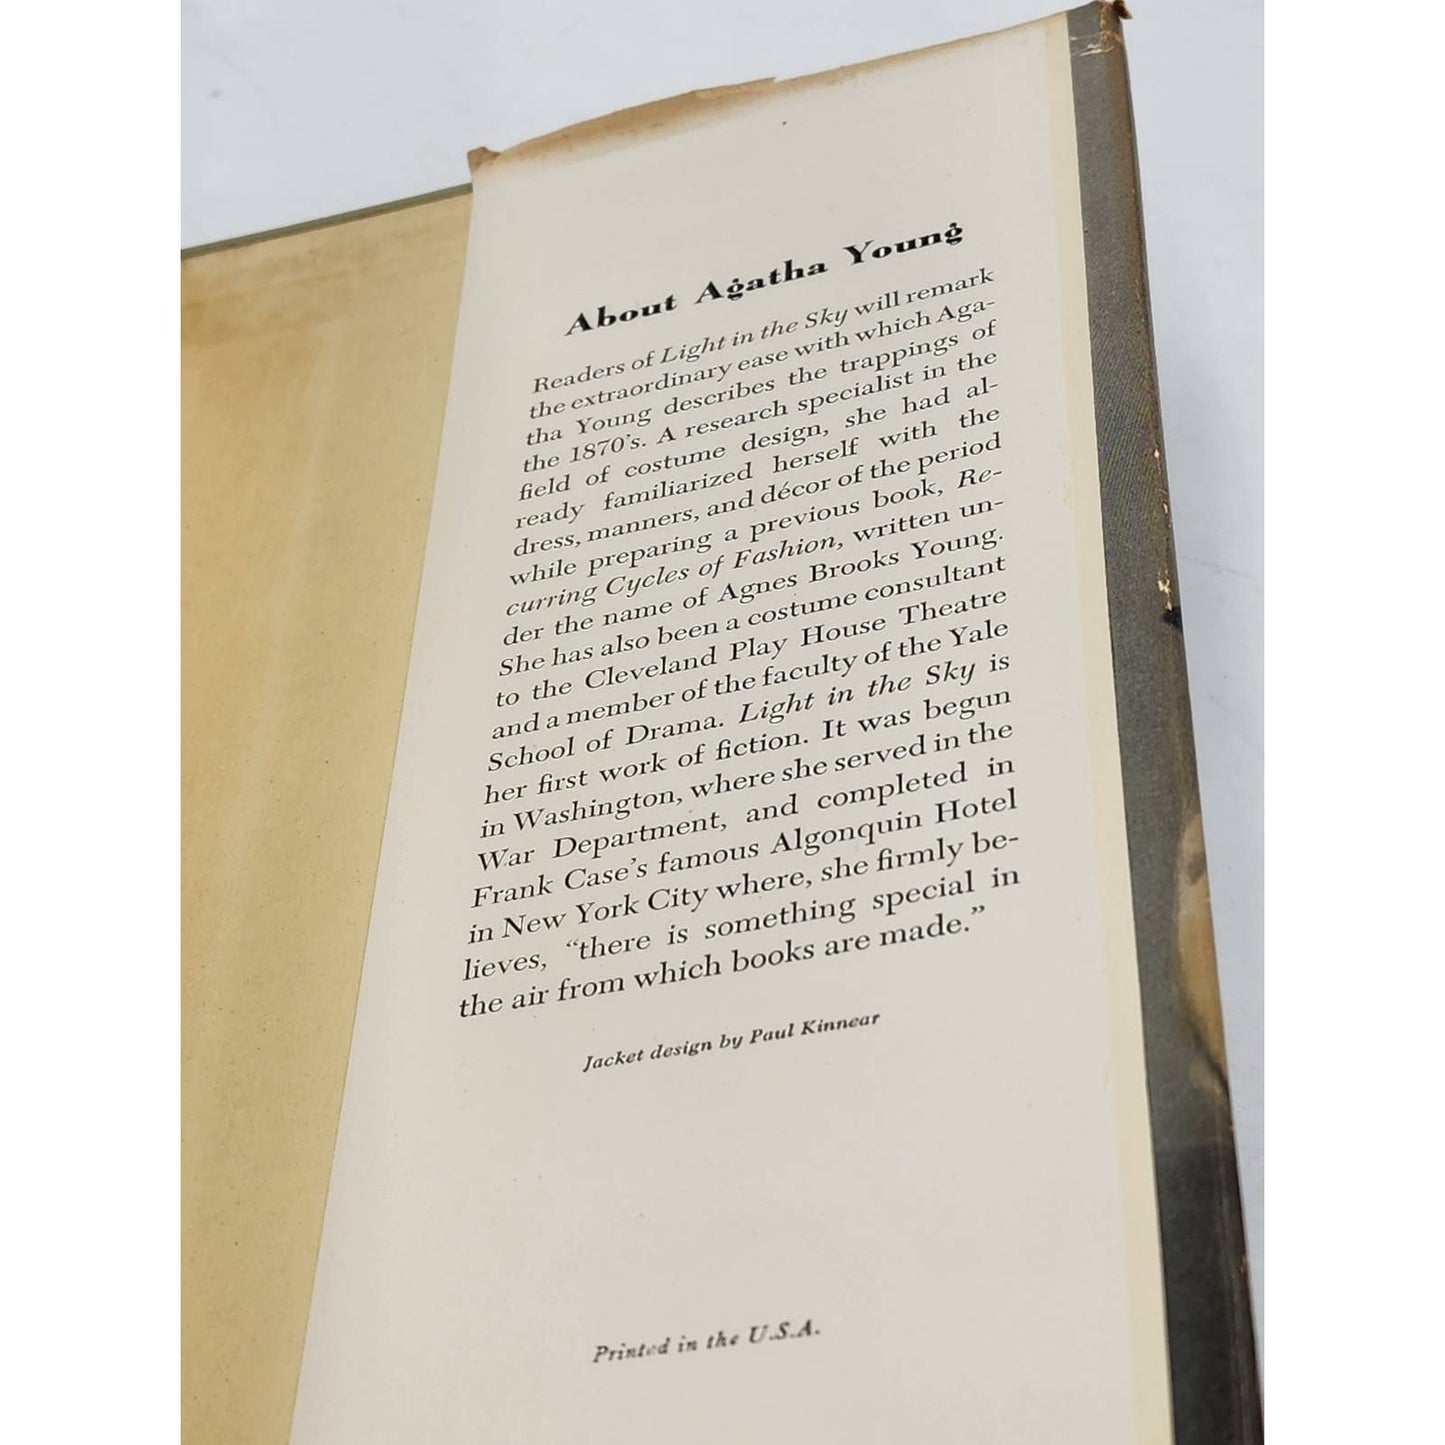 About Agatha Young
Readers of Light in the Sky will remark
the extraordinary ease with which Aga-
tha Young describes the trappings of
the 1870's. A research specialist in the
field of costume design, she had al-
ready familiarized herself with the
dress, manners, and décor of the period
while preparing a previous book, Re-
curring Cycles of Fashion, written un-
der the name of Agnes Brooks Young.
She has also been a costume consultant
to the Cleveland Play House Theatre
and a member of the faculty of the Yale
School of Drama. Light in the Sky is
her first work of fiction. It was begun
in Washington, where she served in the
War Department, and completed in
Frank Case's famous Algonquin Hotel
in New York City where, she firmly be-
lieves, “there is something special in
the air from which books are made.”
Jacket design by Paul Kinnear
Printed in the U.S.A.